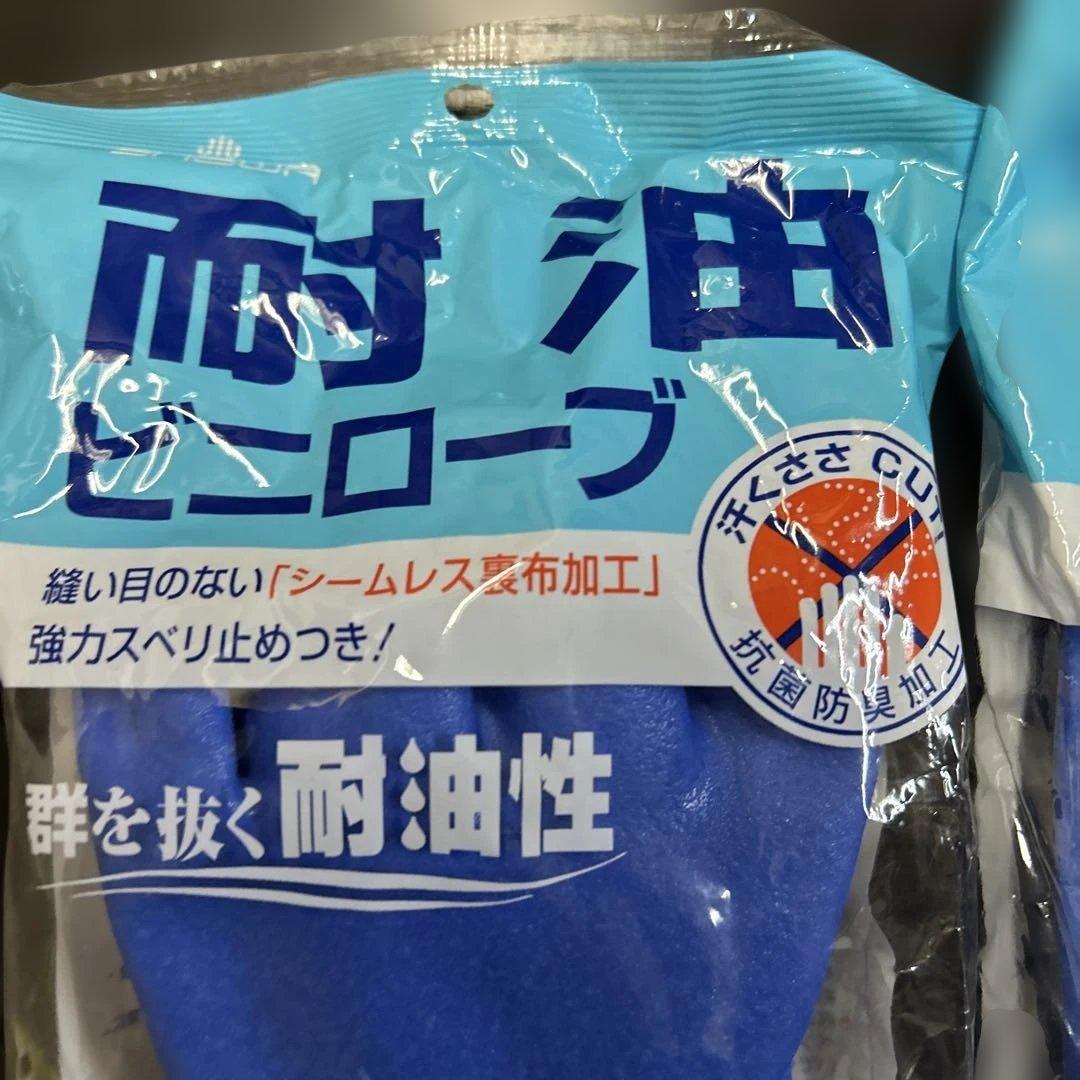 耐油
ビニローブ
汗くささ CUT!
縫い目のない「シームレス裏布加工」
強力スベリ止めつき!
抗菌防臭加工
群を抜く耐油性